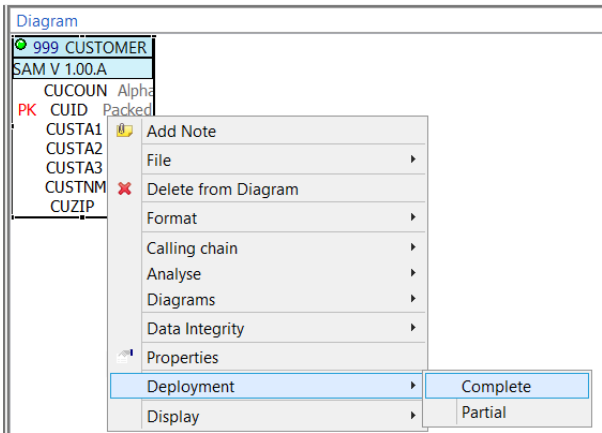 Diagram
999 CUSTOMER
SAM V 1.00.A
CUCOUN Alpha
PK CUID Packed
CUSTA1
CUSTA2
CUSTA3
CUSTNM
CUZIP
Add Note
File
Delete from Diagram
Format
Calling chain
Analyse
Diagrams
Data Integrity
Properties
Deployment
Display
Complete
Partial